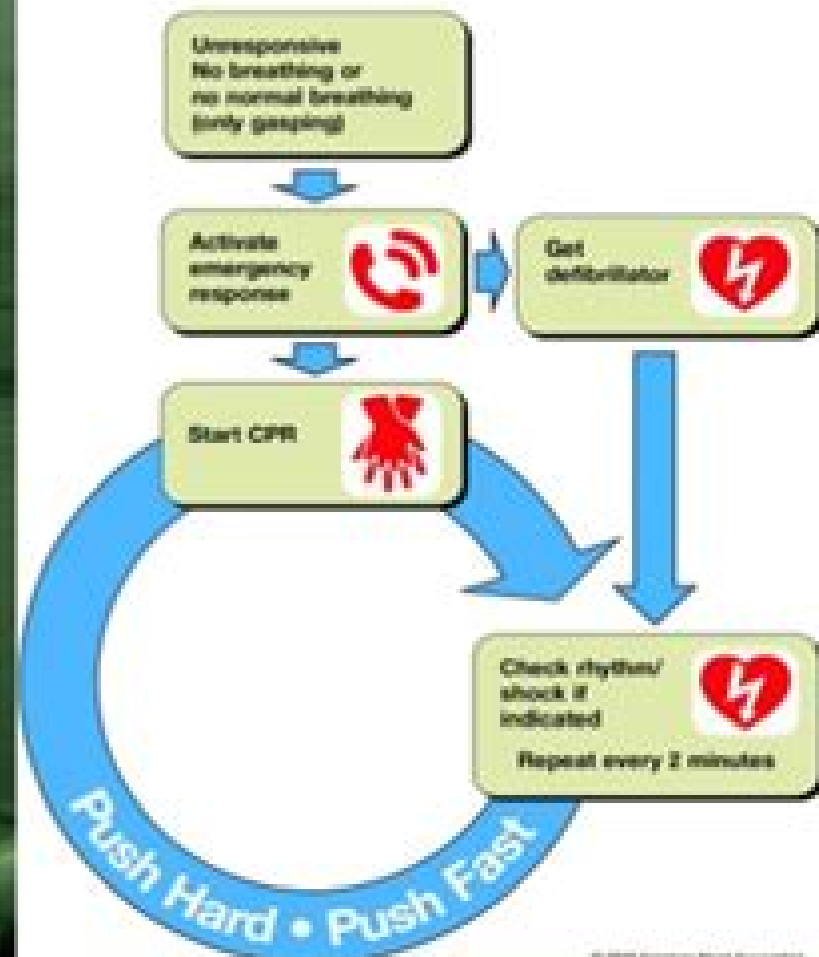 Unresponsive
No breathing or
no normal breathing
(only gasping)
Activate
emergency
response
Get
defibrillator
Start CPR
Check rhythm/
shock if
indicated
Repeat every 2 minutes
Push Hard • Push Fast